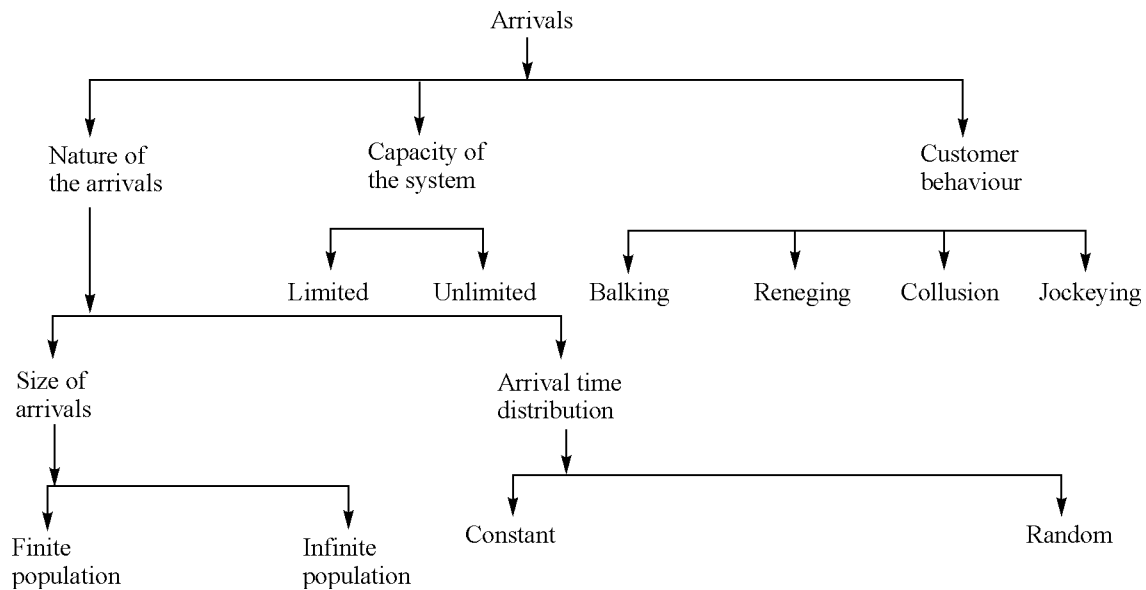 Arrivals
Nature of
the arrivals
Capacity of
the system
Customer
behaviour
Limited
Unlimited
Balking
Reneging
Collusion
Jockeying
Size of
arrivals
Arrival time
distribution
Finite
population
Infinite
population
Constant
Random